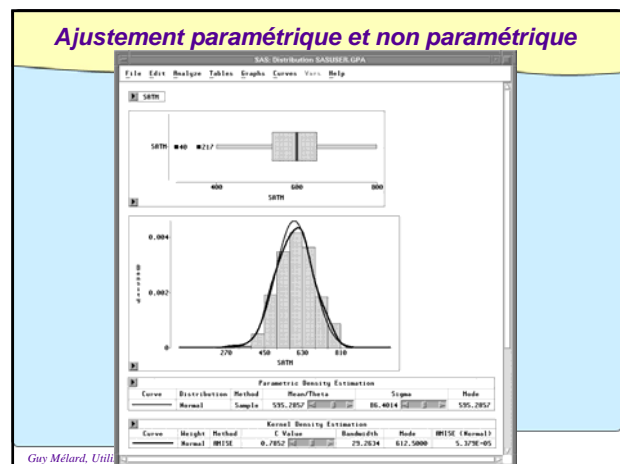 Ajustement paramétrique et non paramétrique
SAS: Distribution SASUSER.GPA
File Edit Analyze Tables Graphs Curves Vars Help
SATM
SATM 40 217
400 600 800
SATM
0.004
Density
0.002
0
270 450 630 810
SATM
Parametric Density Estimation
Curve Distribution Method Mean/Theta Sigma Mode
Normal Sample 595.2857 86.4014 595.2857
Kernel Density Estimation
Curve Weight Method C Value Bandwidth Mode AMISE (Normal)
Normal AMISE 0.7852 29.2634 612.5000 5.379E-05
Guy Mélard, Utili